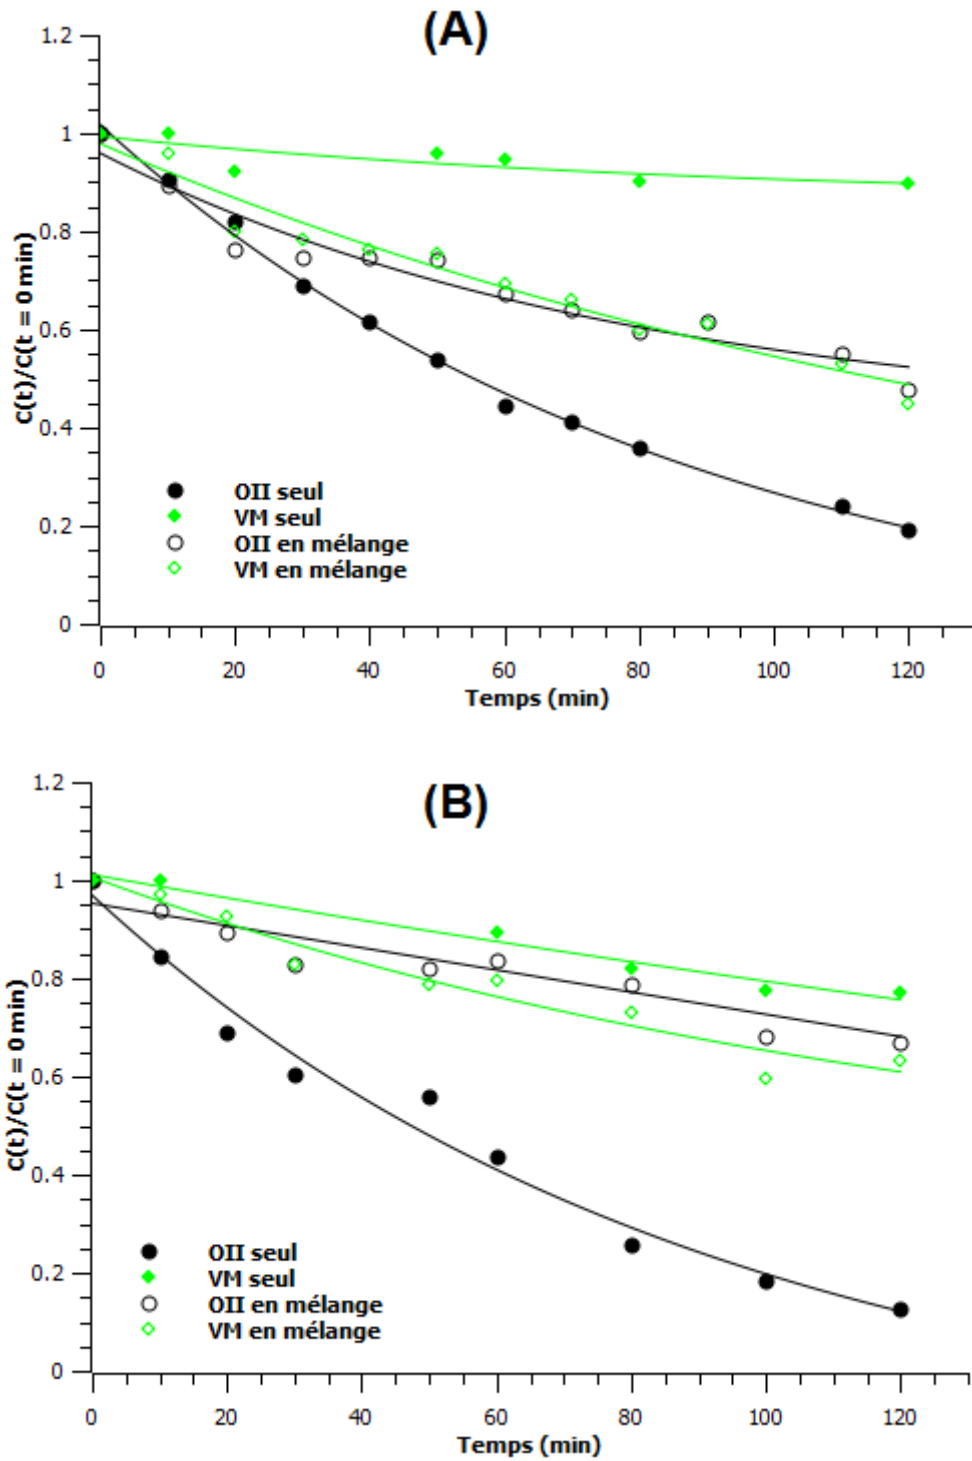 (A)
1.2
1
0.8
0.6
0.4
0.2
0
C(t)/C(t = 0 min)
OII seul
VM seul
OII en mélange
VM en mélange
0 20 40 60 80 100 120
Temps (min)
(B)
1.2
1
0.8
0.6
0.4
0.2
0
C(t)/C(t = 0 min)
OII seul
VM seul
OII en mélange
VM en mélange
0 20 40 60 80 100 120
Temps (min)